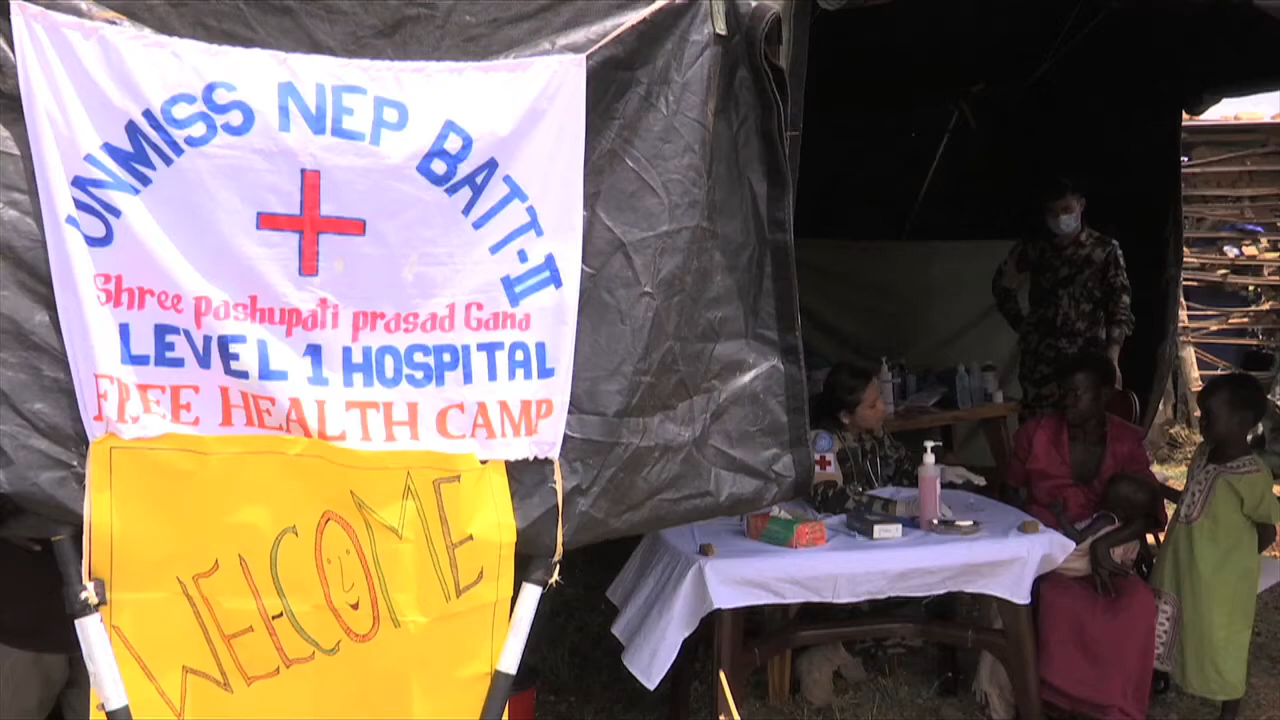 UNMISS NEP BATT-II
Shree pashupati prasad Gana
LEVEL 1 HOSPITAL
FREE HEALTH CAMP
WELCOME